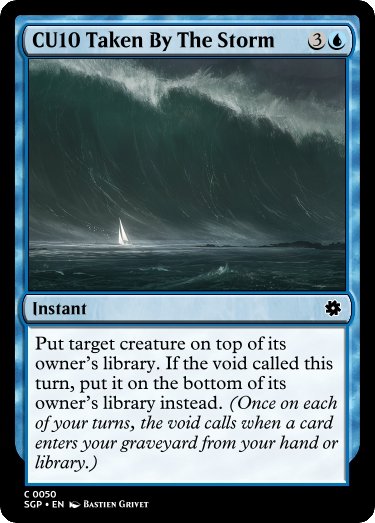 CU10 Taken By The Storm 3
Instant
Put target creature on top of its
owner's library. If the void called this
turn, put it on the bottom of its
owner's library instead. (Once on each
of your turns, the void calls when a card
enters your graveyard from your hand or
library.)
C 0050
SGP • EN Bastien Grivet